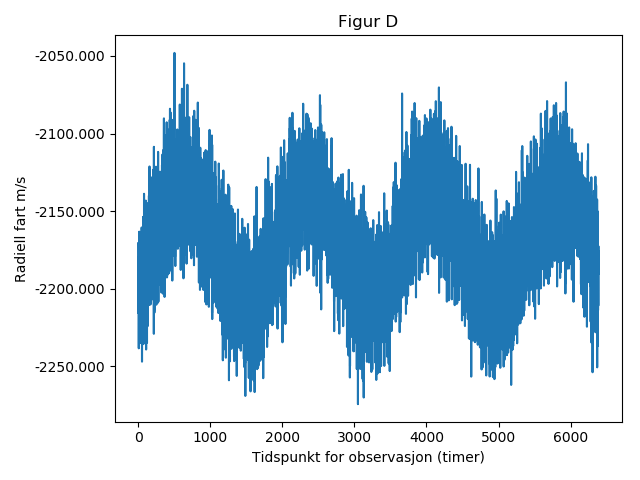 Figur D
-2050.000
-2100.000
-2150.000
-2200.000
-2250.000
Radiell fart m/s
0 1000 2000 3000 4000 5000 6000
Tidspunkt for observasjon (timer)